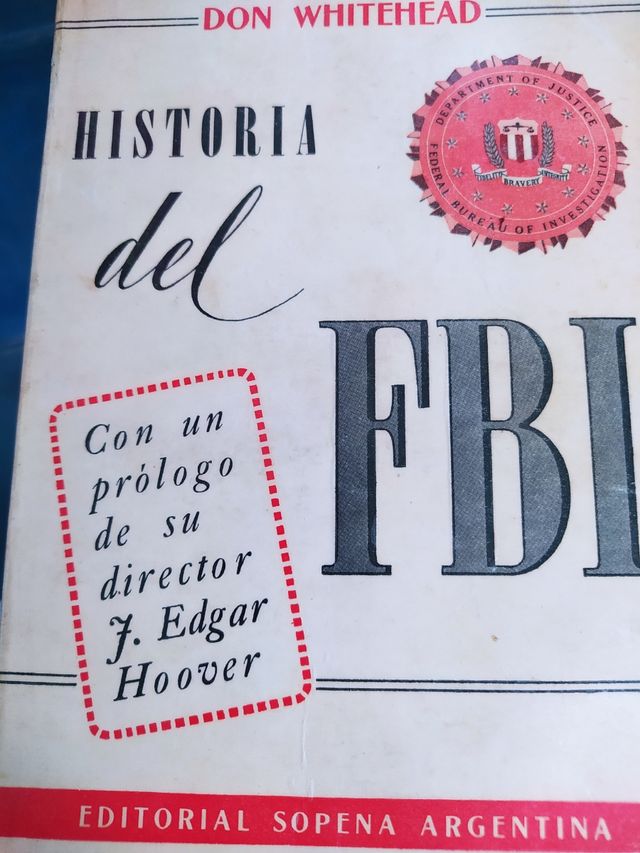 DON WHITEHEAD
HISTORIA
del
FBI
DEPARTMENT OF JUSTICE
FEDERAL BUREAU OF INVESTIGATION
FIDELITY BRAVERY INTEGRITY
Con un
prólogo
de su
director
J. Edgar
Hoover
EDITORIAL SOPENA ARGENTINA